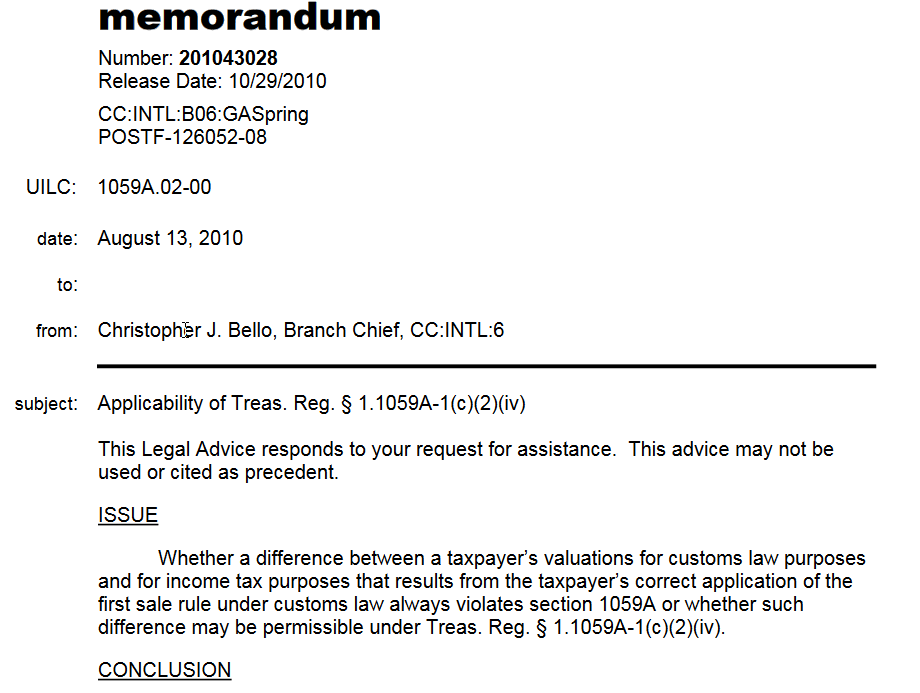 memorandum
Number: 201043028
Release Date: 10/29/2010
CC:INTL:B06:GASpring
POSTF-126052-08
UILC: 1059A.02-00
date: August 13, 2010
to:
from: Christopher J. Bello, Branch Chief, CC:INTL:6
subject: Applicability of Treas. Reg. § 1.1059A-1(c)(2)(iv)
This Legal Advice responds to your request for assistance.  This advice may not be
used or cited as precedent.
ISSUE
Whether a difference between a taxpayer’s valuations for customs law purposes
and for income tax purposes that results from the taxpayer’s correct application of the
first sale rule under customs law always violates section 1059A or whether such
difference may be permissible under Treas. Reg. § 1.1059A-1(c)(2)(iv).
CONCLUSION